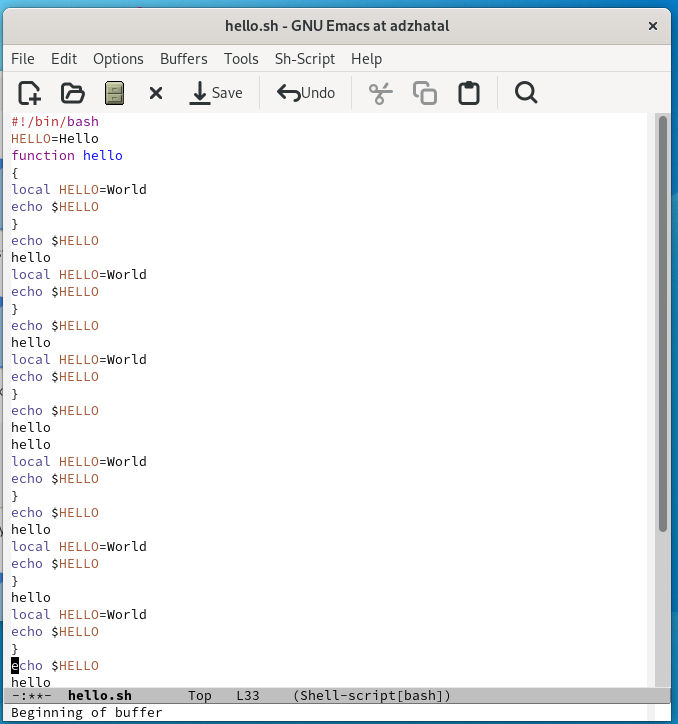 hello.sh - GNU Emacs at adzhatal
File Edit Options Buffers Tools Sh-Script Help
Save Undo
#!/bin/bash
HELLO=Hello
function hello
{
local HELLO=World
echo $HELLO
}
echo $HELLO
hello
local HELLO=World
echo $HELLO
}
echo $HELLO
hello
local HELLO=World
echo $HELLO
}
echo $HELLO
hello
hello
local HELLO=World
echo $HELLO
}
echo $HELLO
hello
local HELLO=World
echo $HELLO
}
hello
local HELLO=World
echo $HELLO
}
echo $HELLO
hello
-:**- hello.sh Top L33 (Shell-script[bash])
Beginning of buffer